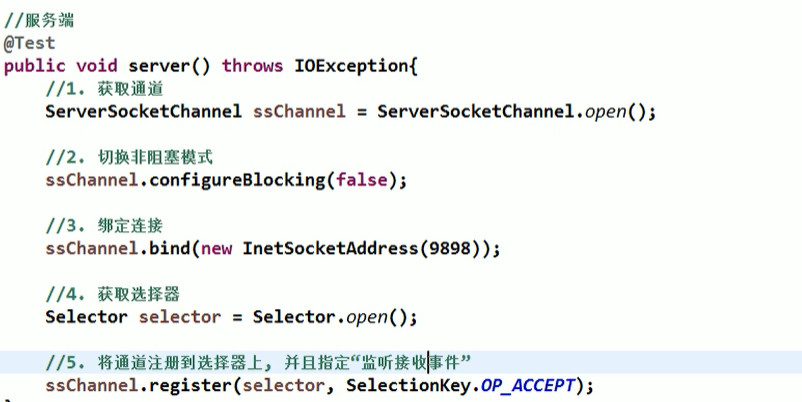 //服务端
@Test
public void server() throws IOException{
//1. 获取通道
ServerSocketChannel ssChannel = ServerSocketChannel.open();
//2. 切换非阻塞模式
ssChannel.configureBlocking(false);
//3. 绑定连接
ssChannel.bind(new InetSocketAddress(9898));
//4. 获取选择器
Selector selector = Selector.open();
//5. 将通道注册到选择器上, 并且指定“监听接收事件”
ssChannel.register(selector, SelectionKey.OP_ACCEPT);